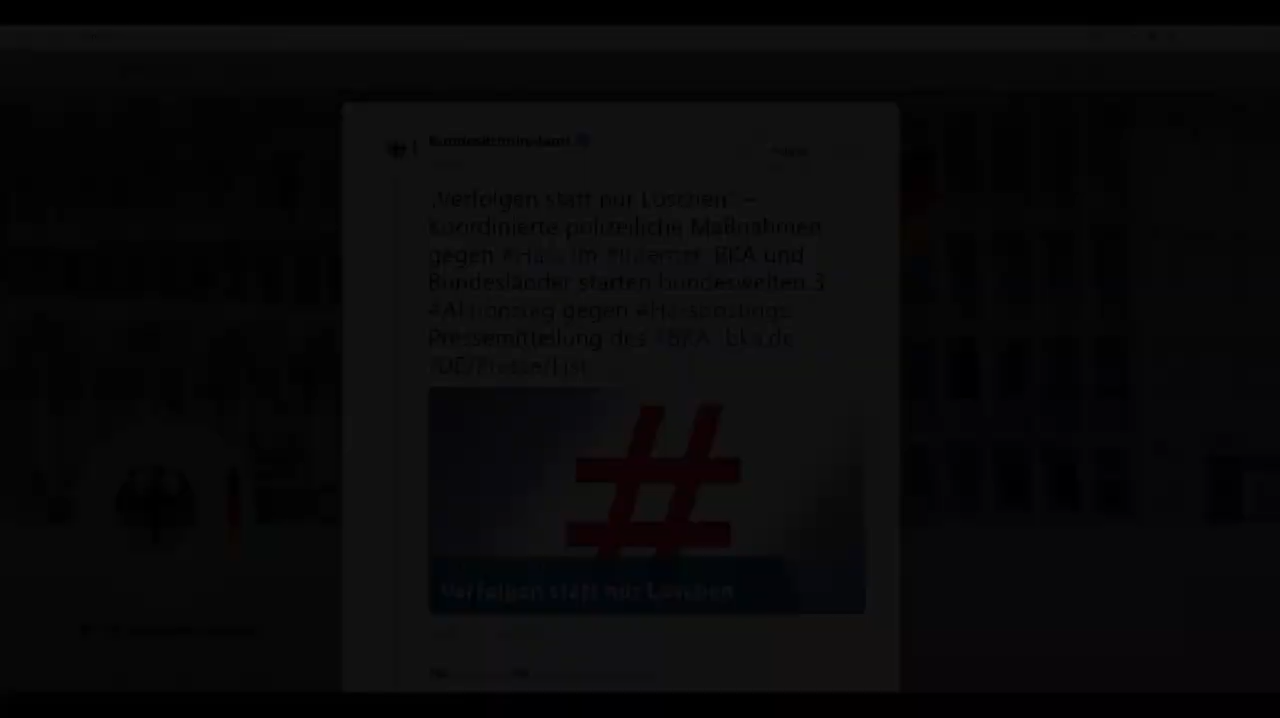 Bundeskriminalamt
„Verfolgen statt nur Löschen“ –
Koordinierte polizeiliche Maßnahmen
gegen #Hass im #Internet. BKA und
Bundesländer starten bundesweiten 3.
#Aktionstag gegen #Hasspostings
Pressemitteilung des #BKA: bka.de
/DE/Presse/List
Verfolgen statt nur Löschen